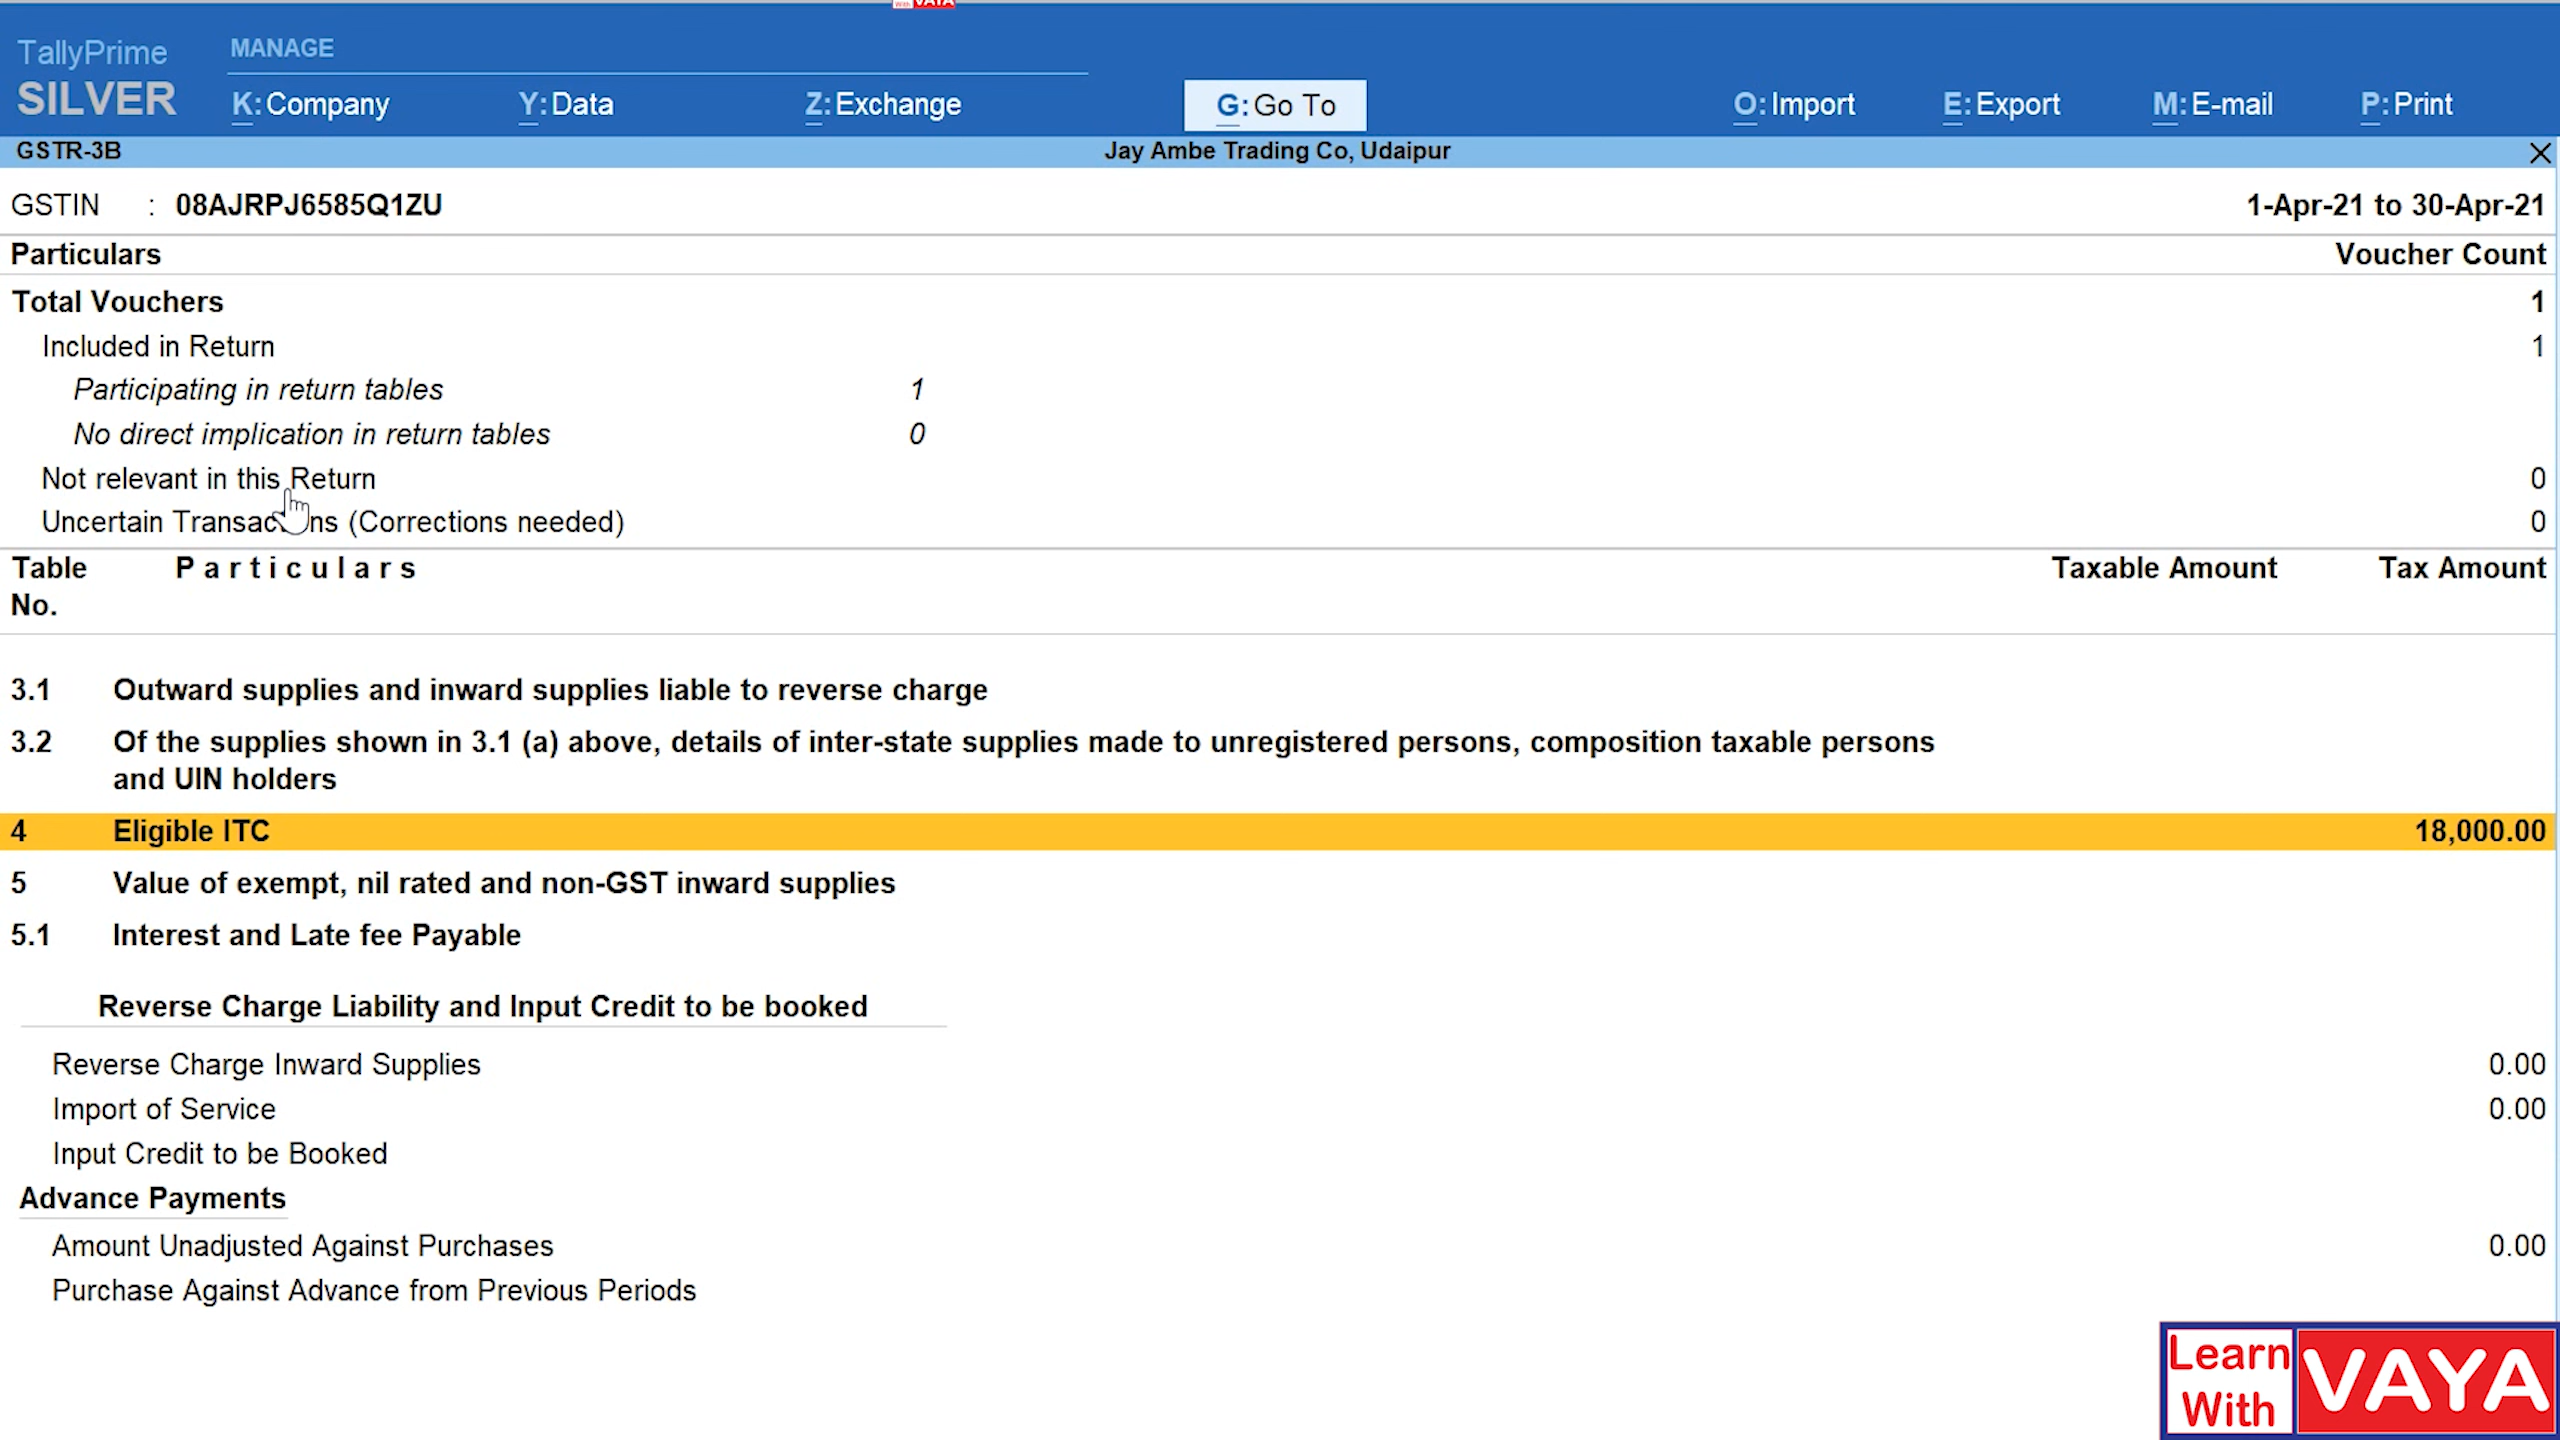 With VAYA
TallyPrime
MANAGE
SILVER
K: Company Y: Data Z: Exchange G: Go To O: Import E: Export M: E-mail P: Print
GSTR-3B Jay Ambe Trading Co, Udaipur
GSTIN : 08AJRPJ6585Q1ZU 1-Apr-21 to 30-Apr-21
Particulars Voucher Count
Total Vouchers 1
Included in Return 1
Participating in return tables 1
No direct implication in return tables 0
Not relevant in this Return 0
Uncertain Transactions (Corrections needed) 0
Table Particulars Taxable Amount Tax Amount
No.
3.1 Outward supplies and inward supplies liable to reverse charge
3.2 Of the supplies shown in 3.1 (a) above, details of inter-state supplies made to unregistered persons, composition taxable persons
and UIN holders
4 Eligible ITC 18,000.00
5 Value of exempt, nil rated and non-GST inward supplies
5.1 Interest and Late fee Payable
Reverse Charge Liability and Input Credit to be booked
Reverse Charge Inward Supplies 0.00
Import of Service 0.00
Input Credit to be Booked
Advance Payments
Amount Unadjusted Against Purchases 0.00
Purchase Against Advance from Previous Periods
Learn
With VAYA